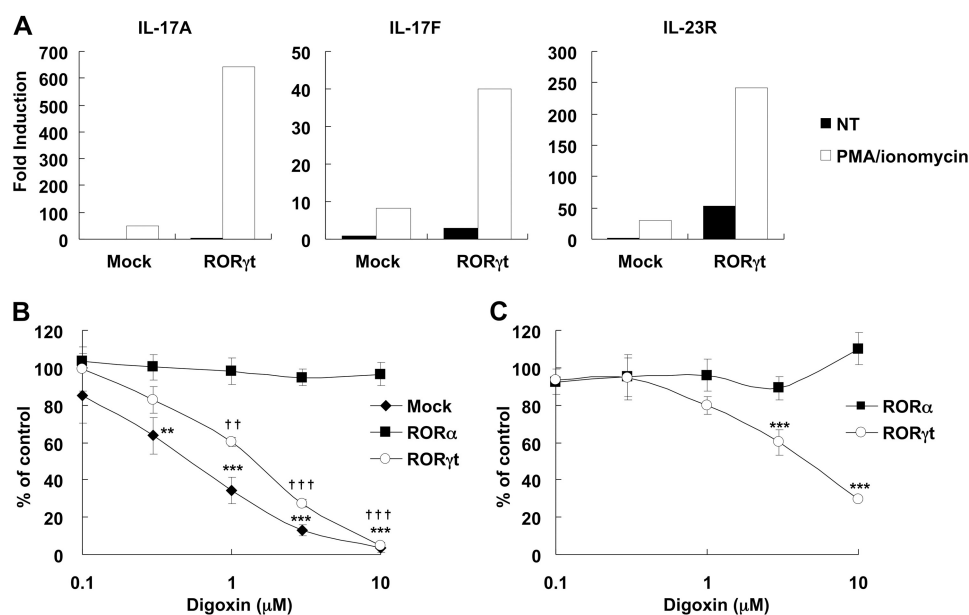 A
IL-17A
IL-17F
IL-23R
Fold Induction
700
600
500
400
300
200
100
0
Mock
RORγt
50
40
30
20
10
0
Mock
RORγt
300
250
200
150
100
50
0
Mock
RORγt
NT
PMA/ionomycin
B
% of control
120
100
80
60
40
20
0
**
***
***
***
††
†††
†††
Mock
RORα
RORγt
0.1
1
10
Digoxin (μM)
C
% of control
120
100
80
60
40
20
0
***
***
RORα
RORγt
0.1
1
10
Digoxin (μM)